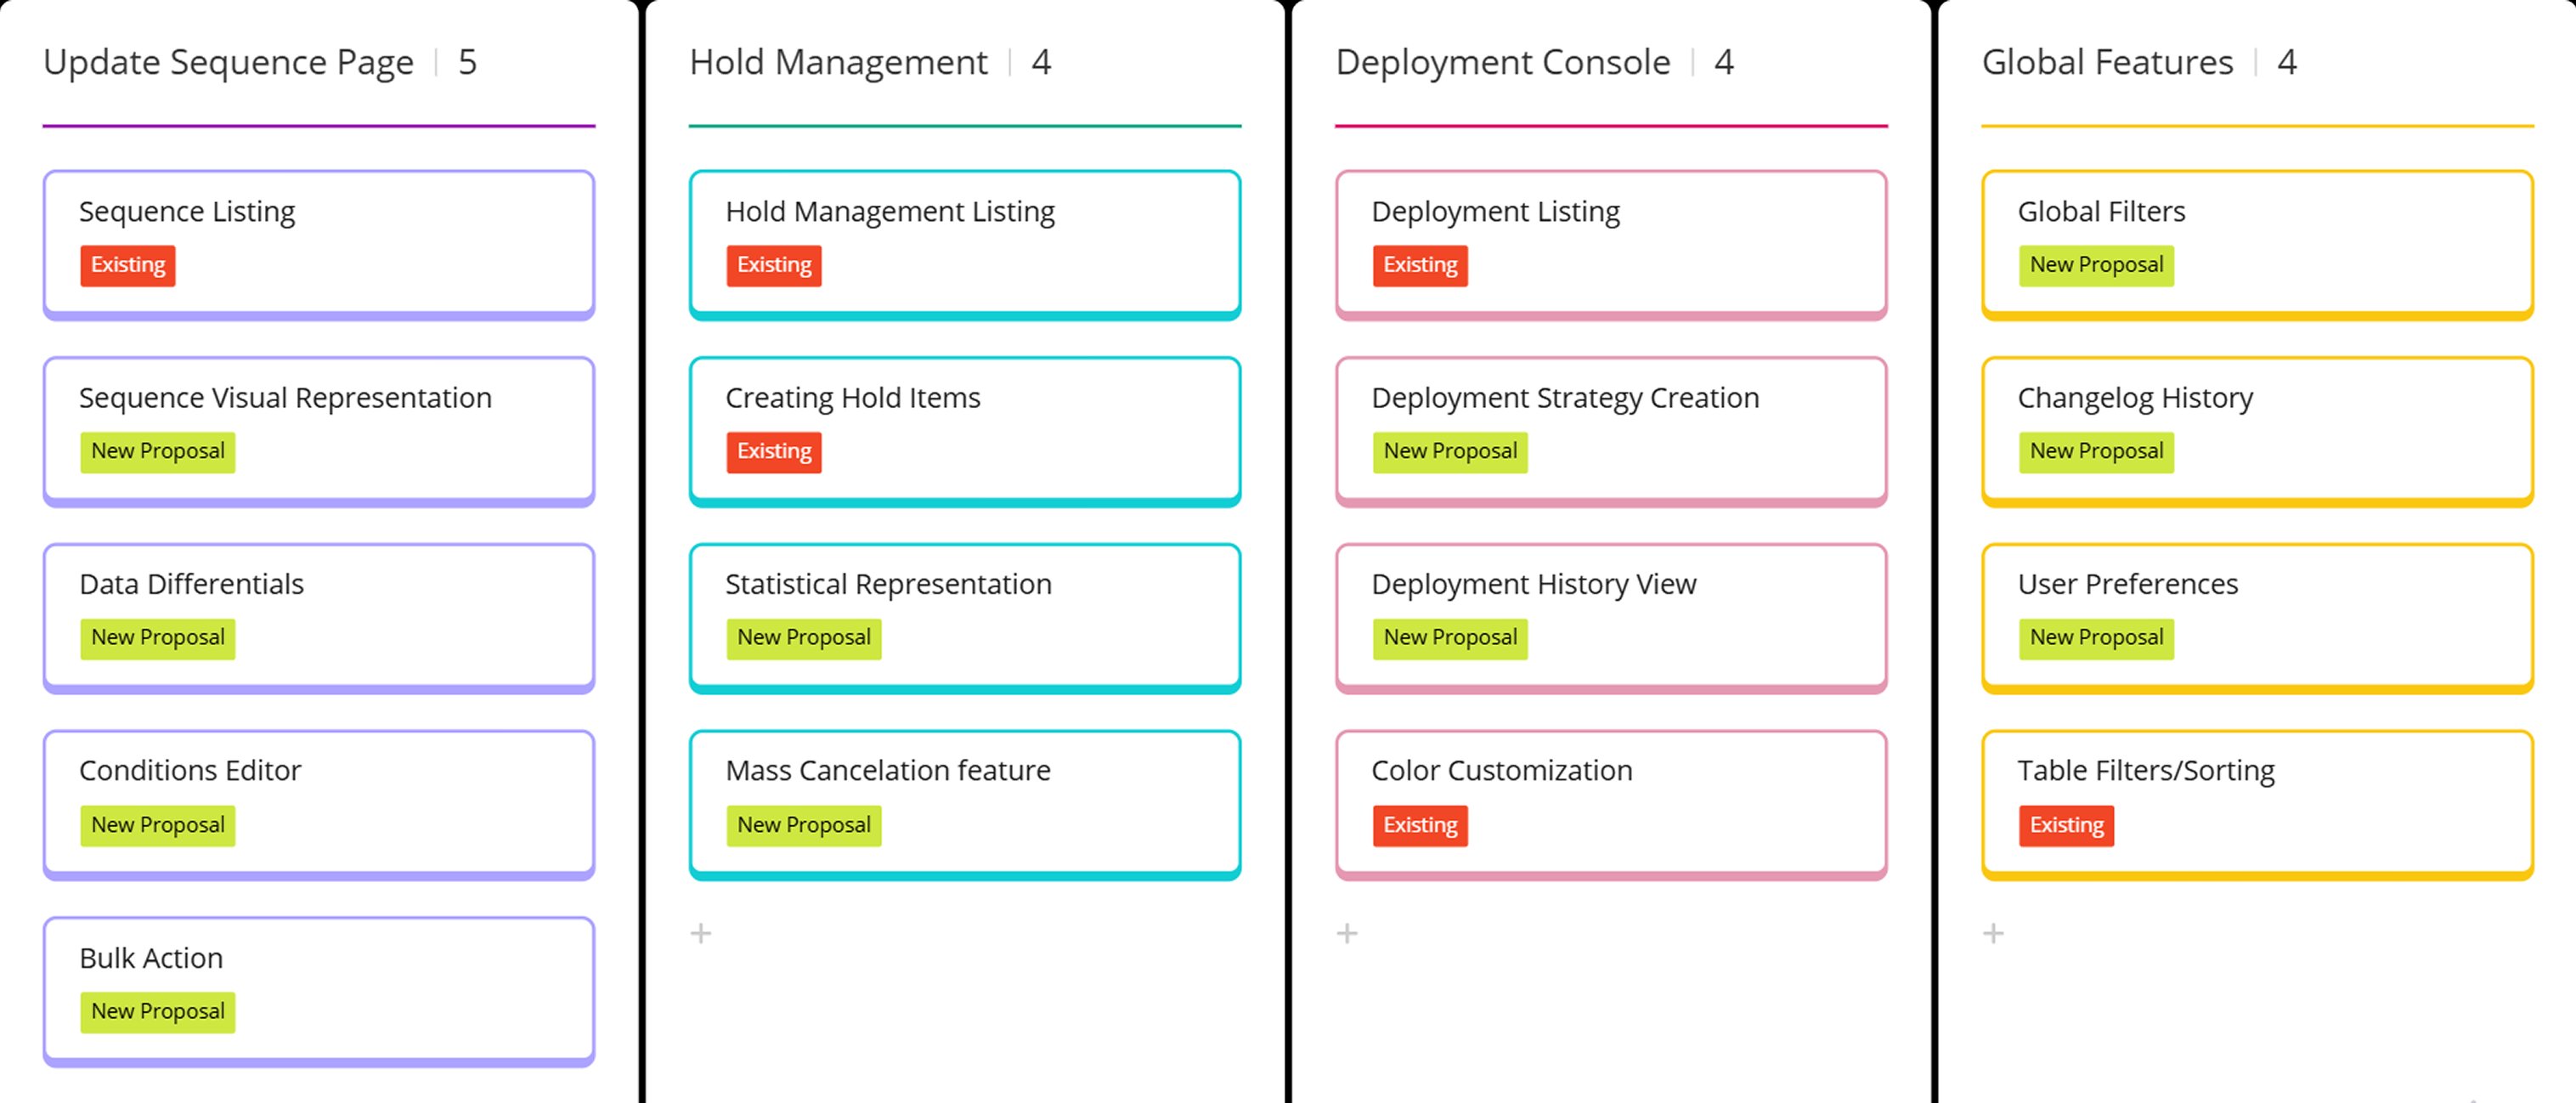 Update Sequence Page | 5
Sequence Listing
Existing
Sequence Visual Representation
New Proposal
Data Differentials
New Proposal
Conditions Editor
New Proposal
Bulk Action
New Proposal
Hold Management | 4
Hold Management Listing
Existing
Creating Hold Items
Existing
Statistical Representation
New Proposal
Mass Cancelation feature
New Proposal
+
Deployment Console | 4
Deployment Listing
Existing
Deployment Strategy Creation
New Proposal
Deployment History View
New Proposal
Color Customization
Existing
+
Global Features | 4
Global Filters
New Proposal
Changelog History
New Proposal
User Preferences
New Proposal
Table Filters/Sorting
Existing
+